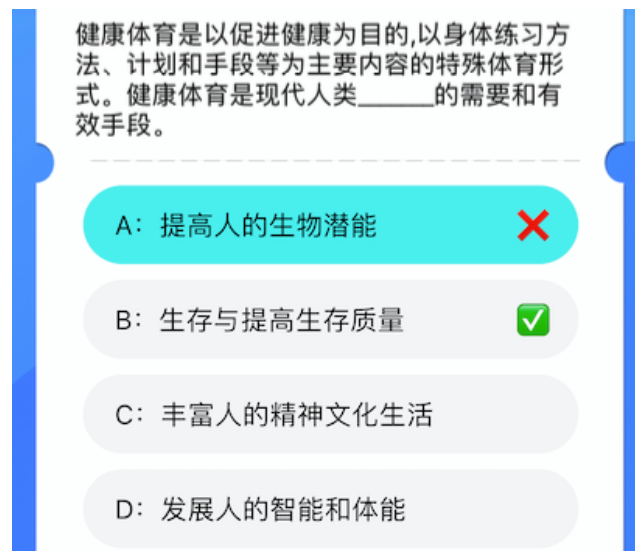 健康体育是以促进健康为目的,以身体练习方
法、计划和手段等为主要内容的特殊体育形
式。健康体育是现代人类______的需要和有
效手段。
A：提高人的生物潜能
B：生存与提高生存质量
C：丰富人的精神文化生活
D：发展人的智能和体能